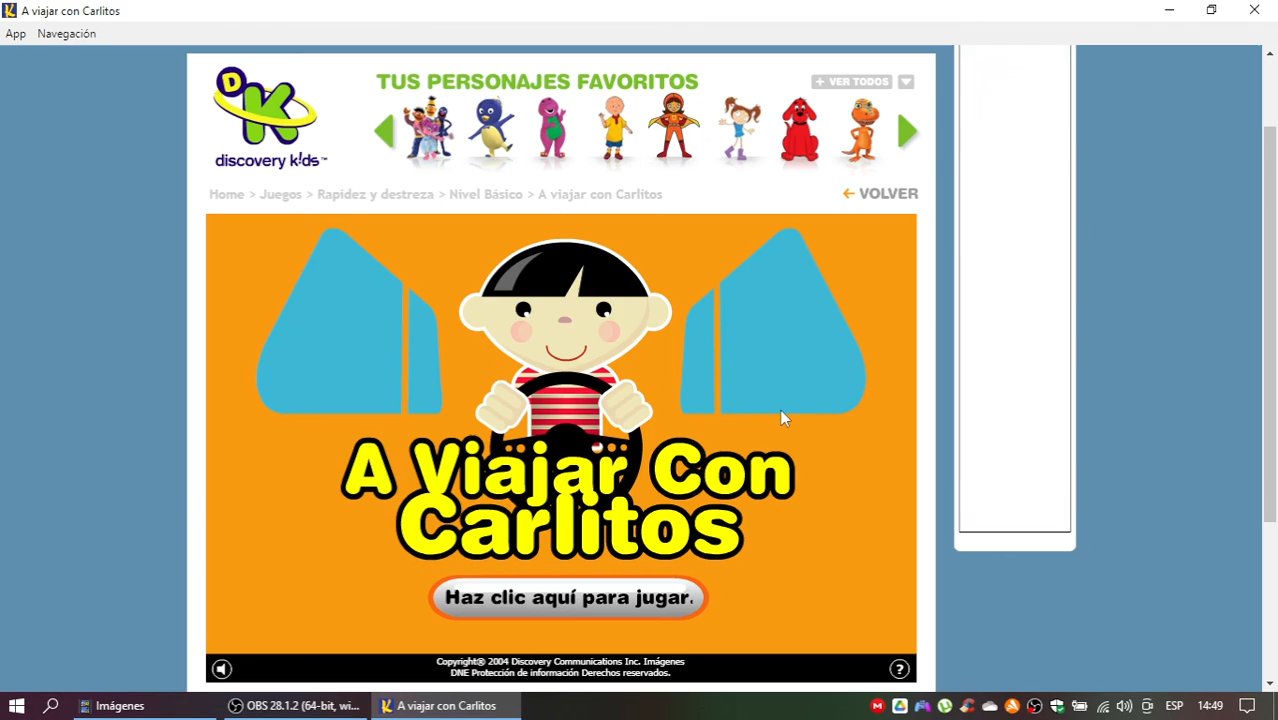 A viajar con Carlitos
App Navegación
DK
discovery k!ds™
TUS PERSONAJES FAVORITOS
+ VER TODOS
Home > Juegos > Rapidez y destreza > Nivel Básico > A viajar con Carlitos
VOLVER
A Viajar Con
Carlitos
Haz clic aquí para jugar.
Copyright® 2004 Discovery Communications Inc. Imágenes
DNE Protección de información Derechos reservados.
?
Imágenes
OBS 28.1.2 (64-bit, wi...
A viajar con Carlitos
ESP
14:49